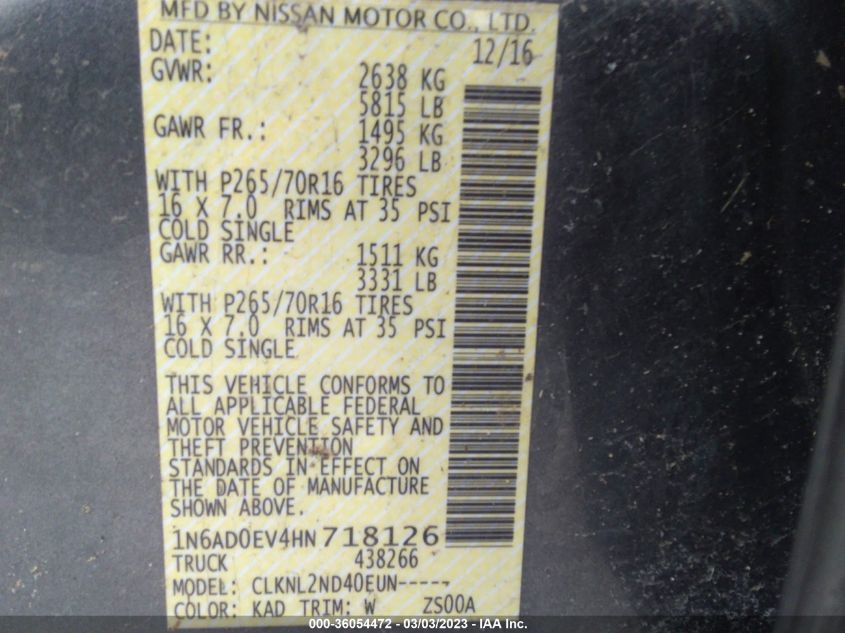 MFD BY NISSAN MOTOR CO., LTD.
DATE: 12/16
GVWR: 2638 KG
5815 LB
GAWR FR.: 1495 KG
3296 LB
WITH P265/70R16 TIRES
16 X 7.0 RIMS AT 35 PSI
COLD SINGLE
GAWR RR.: 1511 KG
3331 LB
WITH P265/70R16 TIRES
16 X 7.0 RIMS AT 35 PSI
COLD SINGLE
THIS VEHICLE CONFORMS TO
ALL APPLICABLE FEDERAL
MOTOR VEHICLE SAFETY AND
THEFT PREVENTION
STANDARDS IN EFFECT ON
THE DATE OF MANUFACTURE
SHOWN ABOVE.
1N6AD0EV4HN718126
TRUCK 438266
MODEL: CLKNL2ND40EUN-----
COLOR: KAD TRIM: W ZS00A
000-36054472 - 03/03/2023 - IAA Inc.